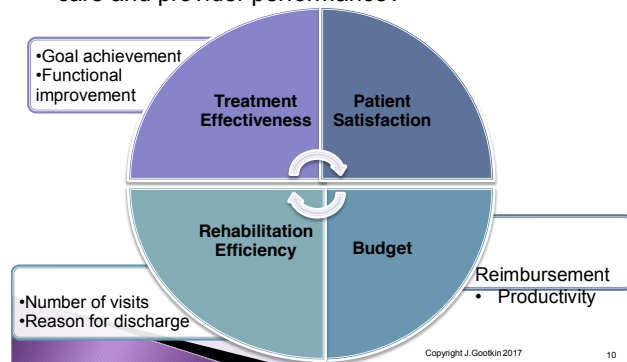 care and provider performance?
•Goal achievement
•Functional
improvement
Treatment
Effectiveness
Patient
Satisfaction
Rehabilitation
Efficiency
Budget
•Number of visits
•Reason for discharge
Reimbursement
• Productivity
Copyright J.Gootkin 2017
10